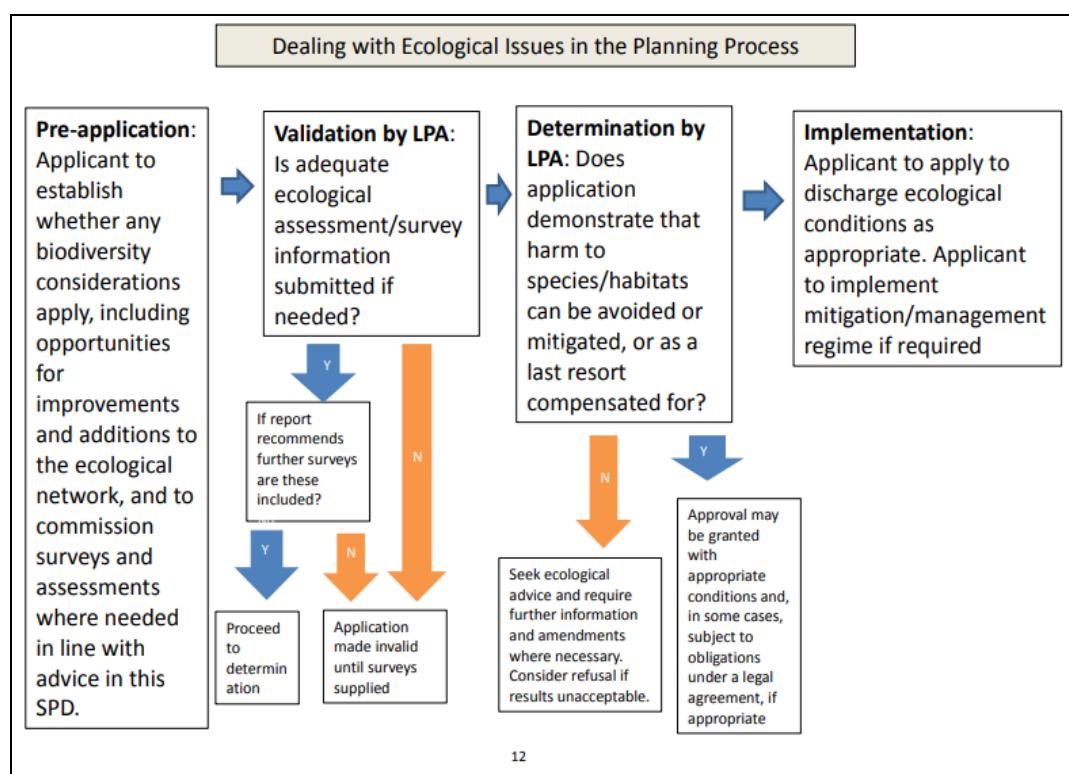 Dealing with Ecological Issues in the Planning Process
Pre-application:
Applicant to
establish
whether any
biodiversity
considerations
apply, including
opportunities
for
improvements
and additions to
the ecological
network, and to
commission
surveys and
assessments
where needed
in line with
advice in this
SPD.
Validation by LPA:
Is adequate
ecological
assessment/survey
information
submitted if
needed?
Y
N
If report
recommends
further surveys
are these
included?
Y
N
Proceed
to
determin
ation
Application
made invalid
until surveys
supplied
Determination by
LPA: Does
application
demonstrate that
harm to
species/habitats
can be avoided or
mitigated, or as a
last resort
compensated for?
N
Y
Seek ecological
advice and require
further information
and amendments
where necessary.
Consider refusal if
results unacceptable.
Approval may
be granted
with
appropriate
conditions and,
in some cases,
subject to
obligations
under a legal
agreement, if
appropriate
Implementation:
Applicant to apply to
discharge ecological
conditions as
appropriate. Applicant
to implement
mitigation/management
regime if required
12